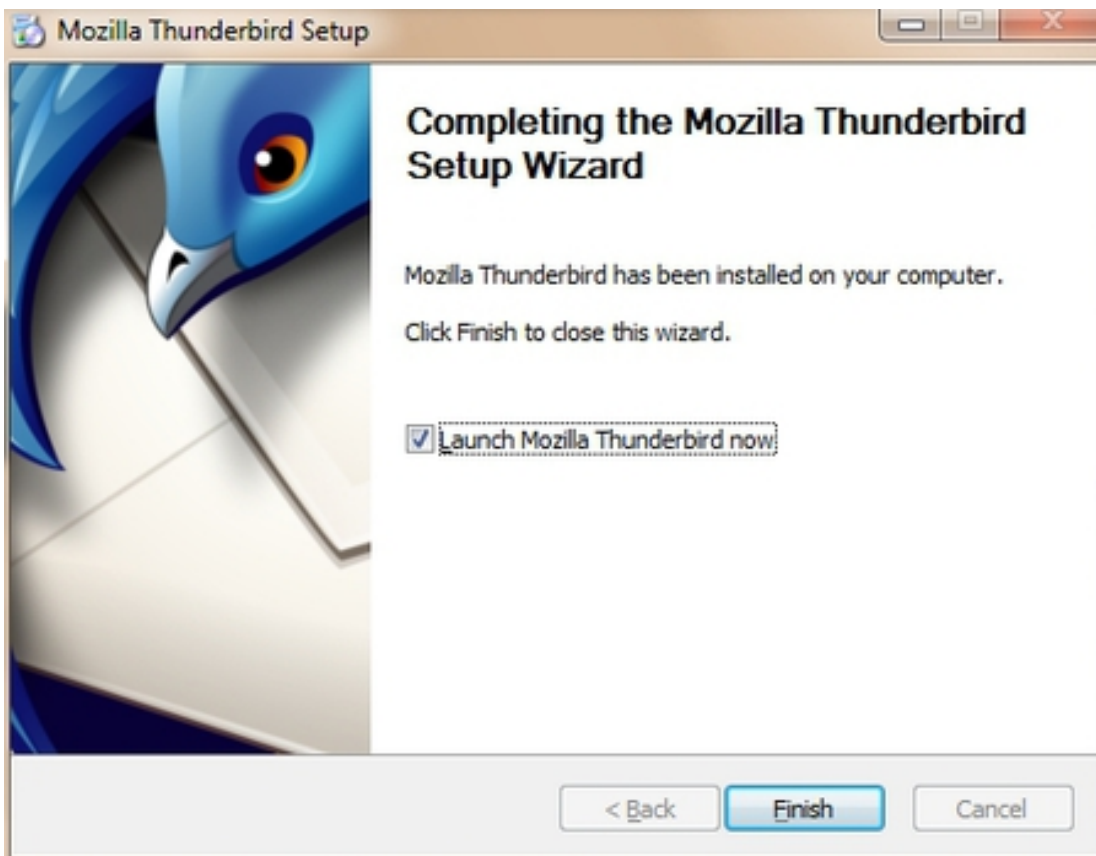 Mozilla Thunderbird Setup
Completing the Mozilla Thunderbird
Setup Wizard
Mozilla Thunderbird has been installed on your computer.
Click Finish to close this wizard.
Launch Mozilla Thunderbird now
< Back Finish Cancel